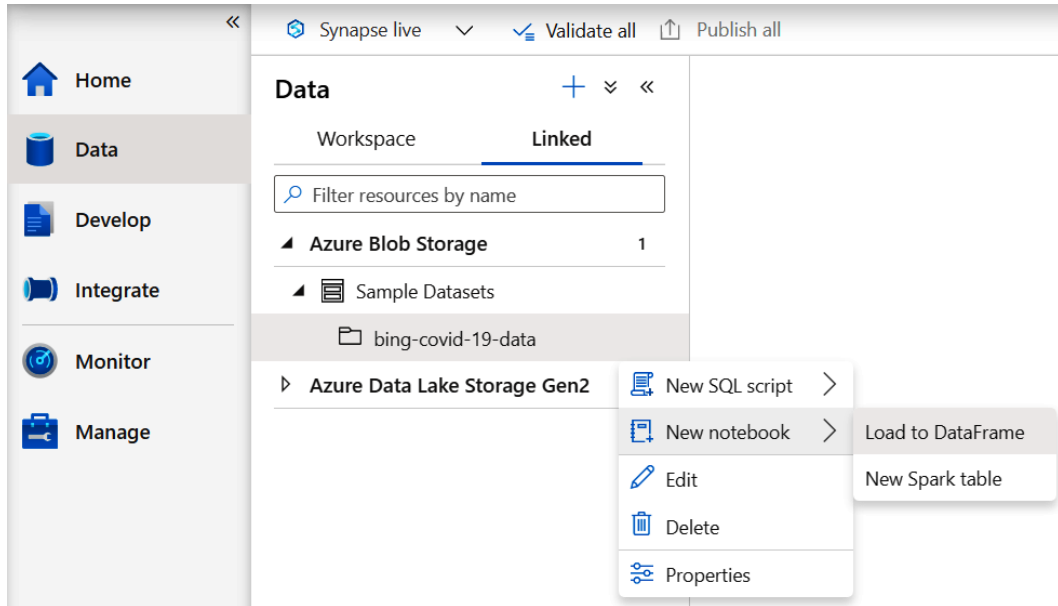 Synapse live
Validate all
Publish all
Home
Data
Develop
Integrate
Monitor
Manage
Data
Workspace
Linked
Filter resources by name
Azure Blob Storage 1
Sample Datasets
bing-covid-19-data
Azure Data Lake Storage Gen2
New SQL script
New notebook
Edit
Delete
Properties
Load to DataFrame
New Spark table